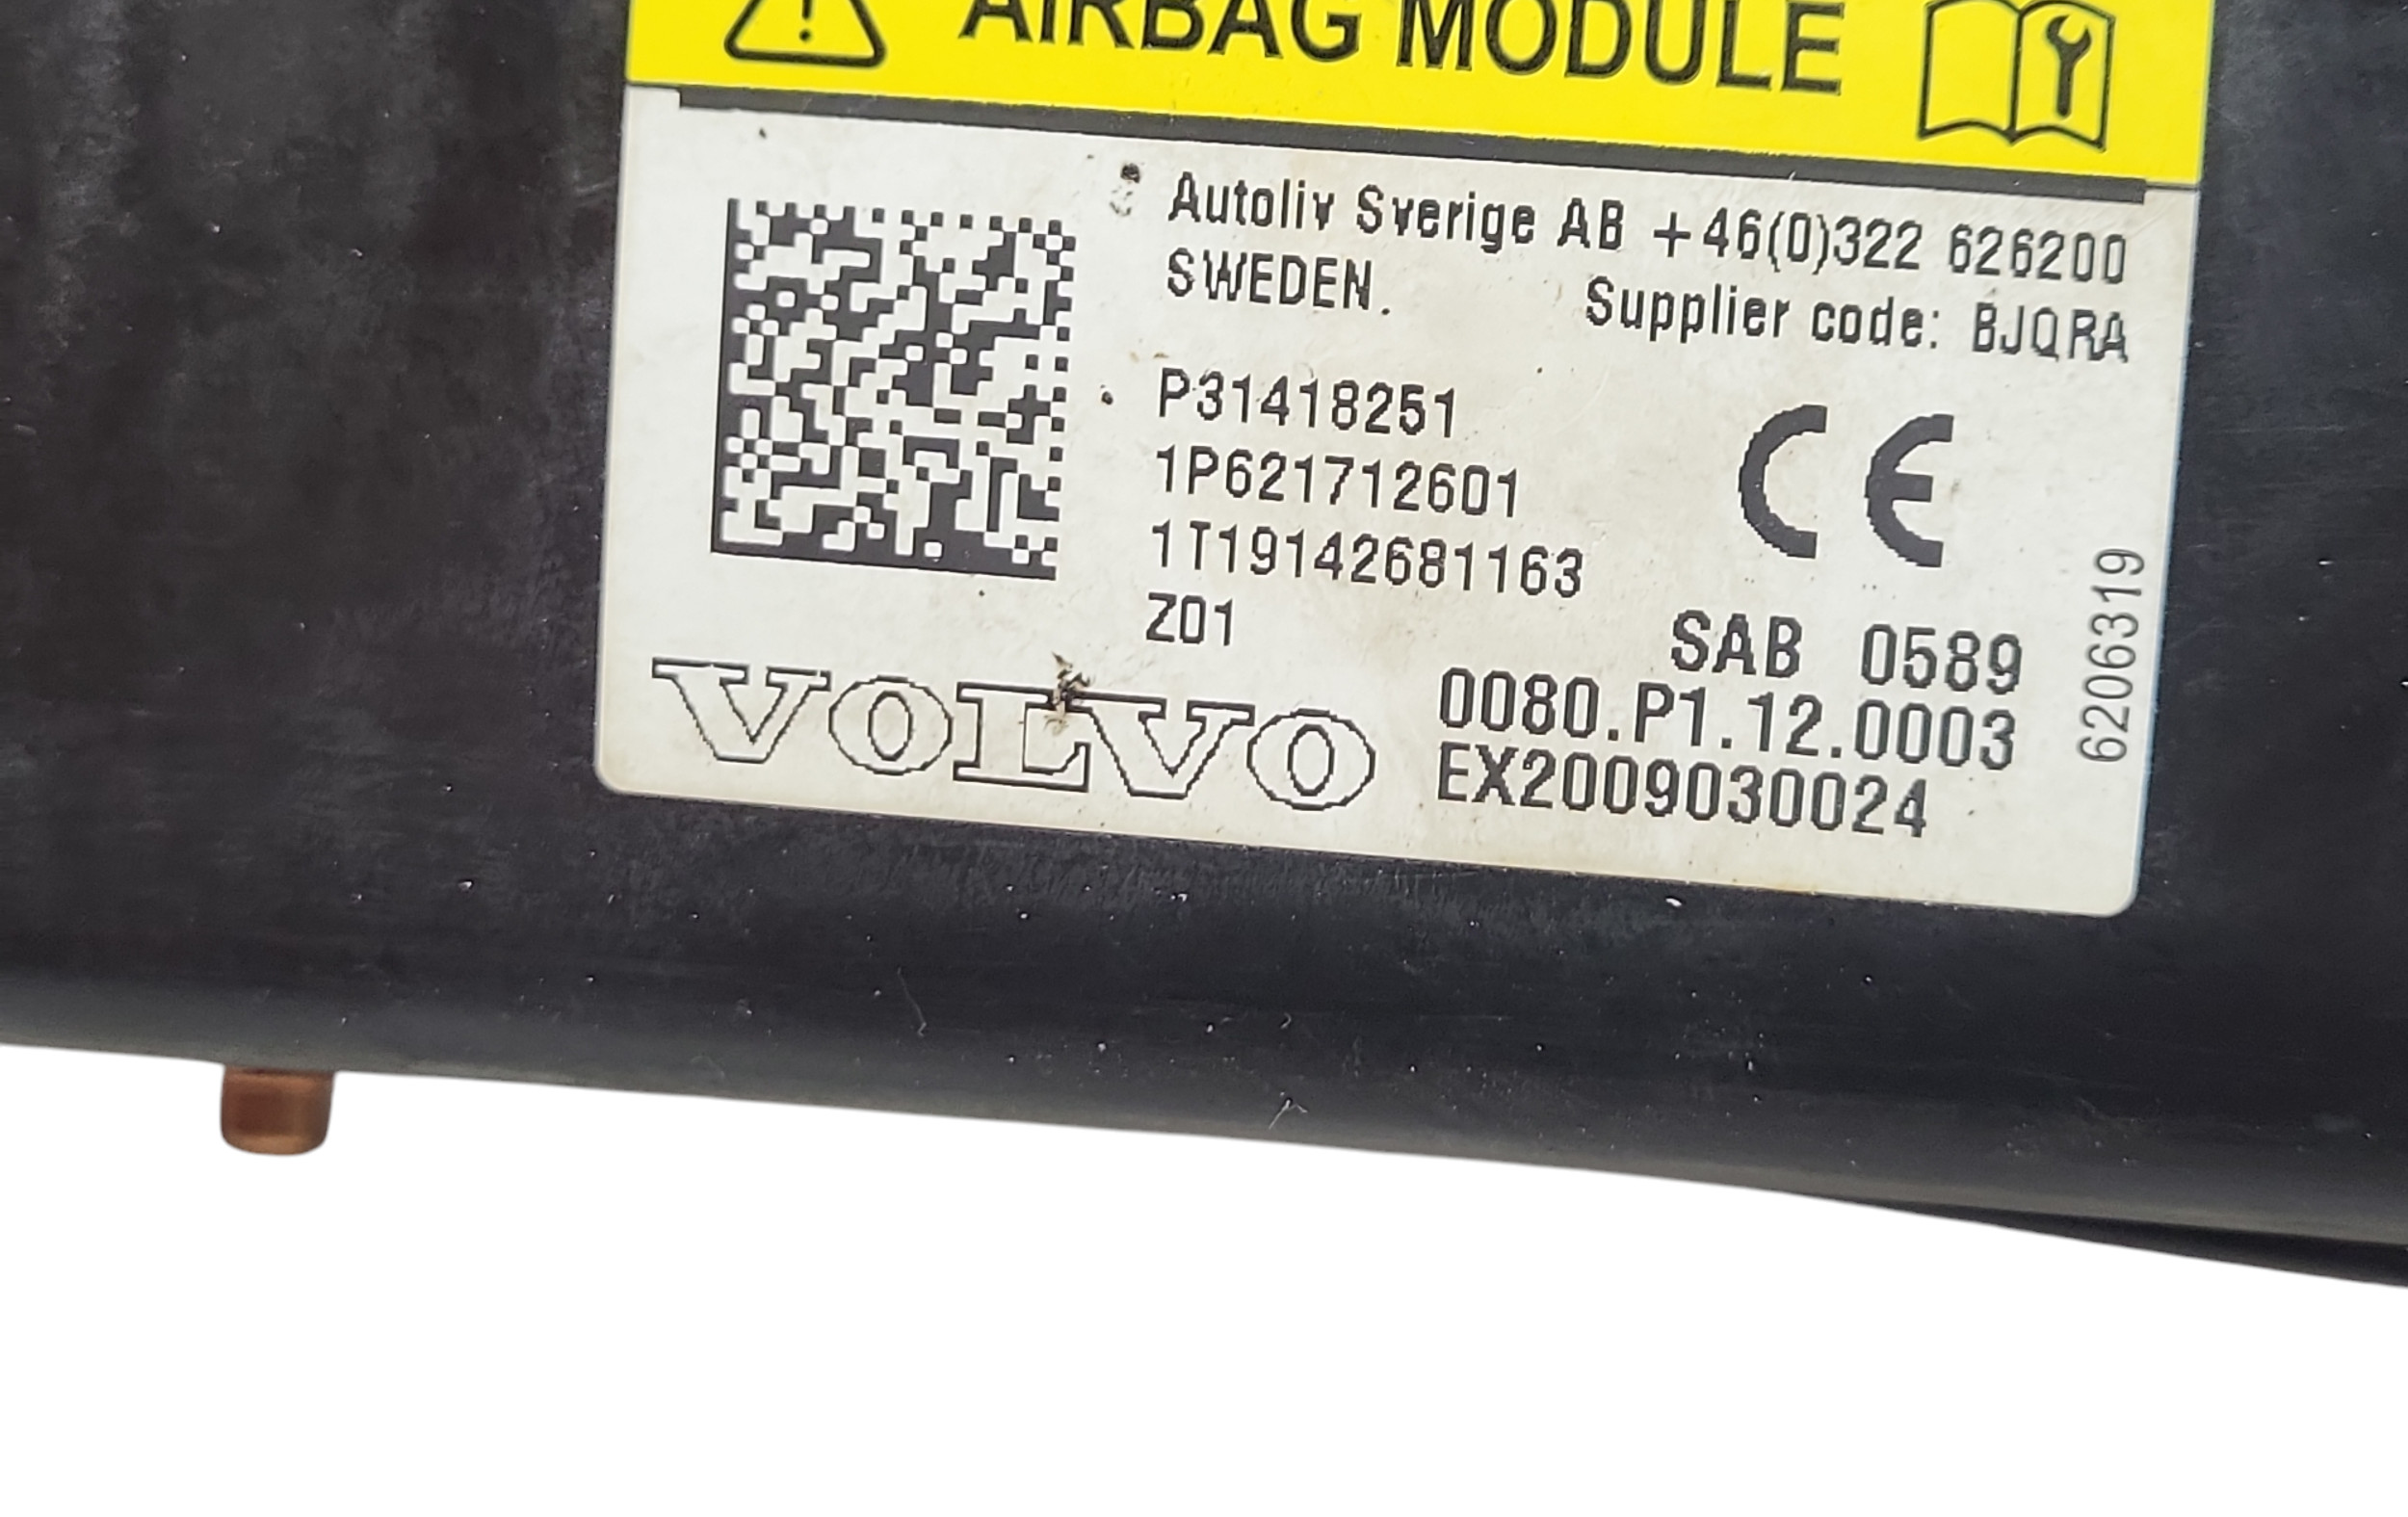 AIRBAG MODULE
Autoliv Sverige AB +46(0)322 626200
SWEDEN. Supplier code: BJQRA
P31418251
1P621712601
1T19142681163
Z01
CE
SAB 0589
0080.P1.12.0003
EX2009030024
VOLVO
6206319